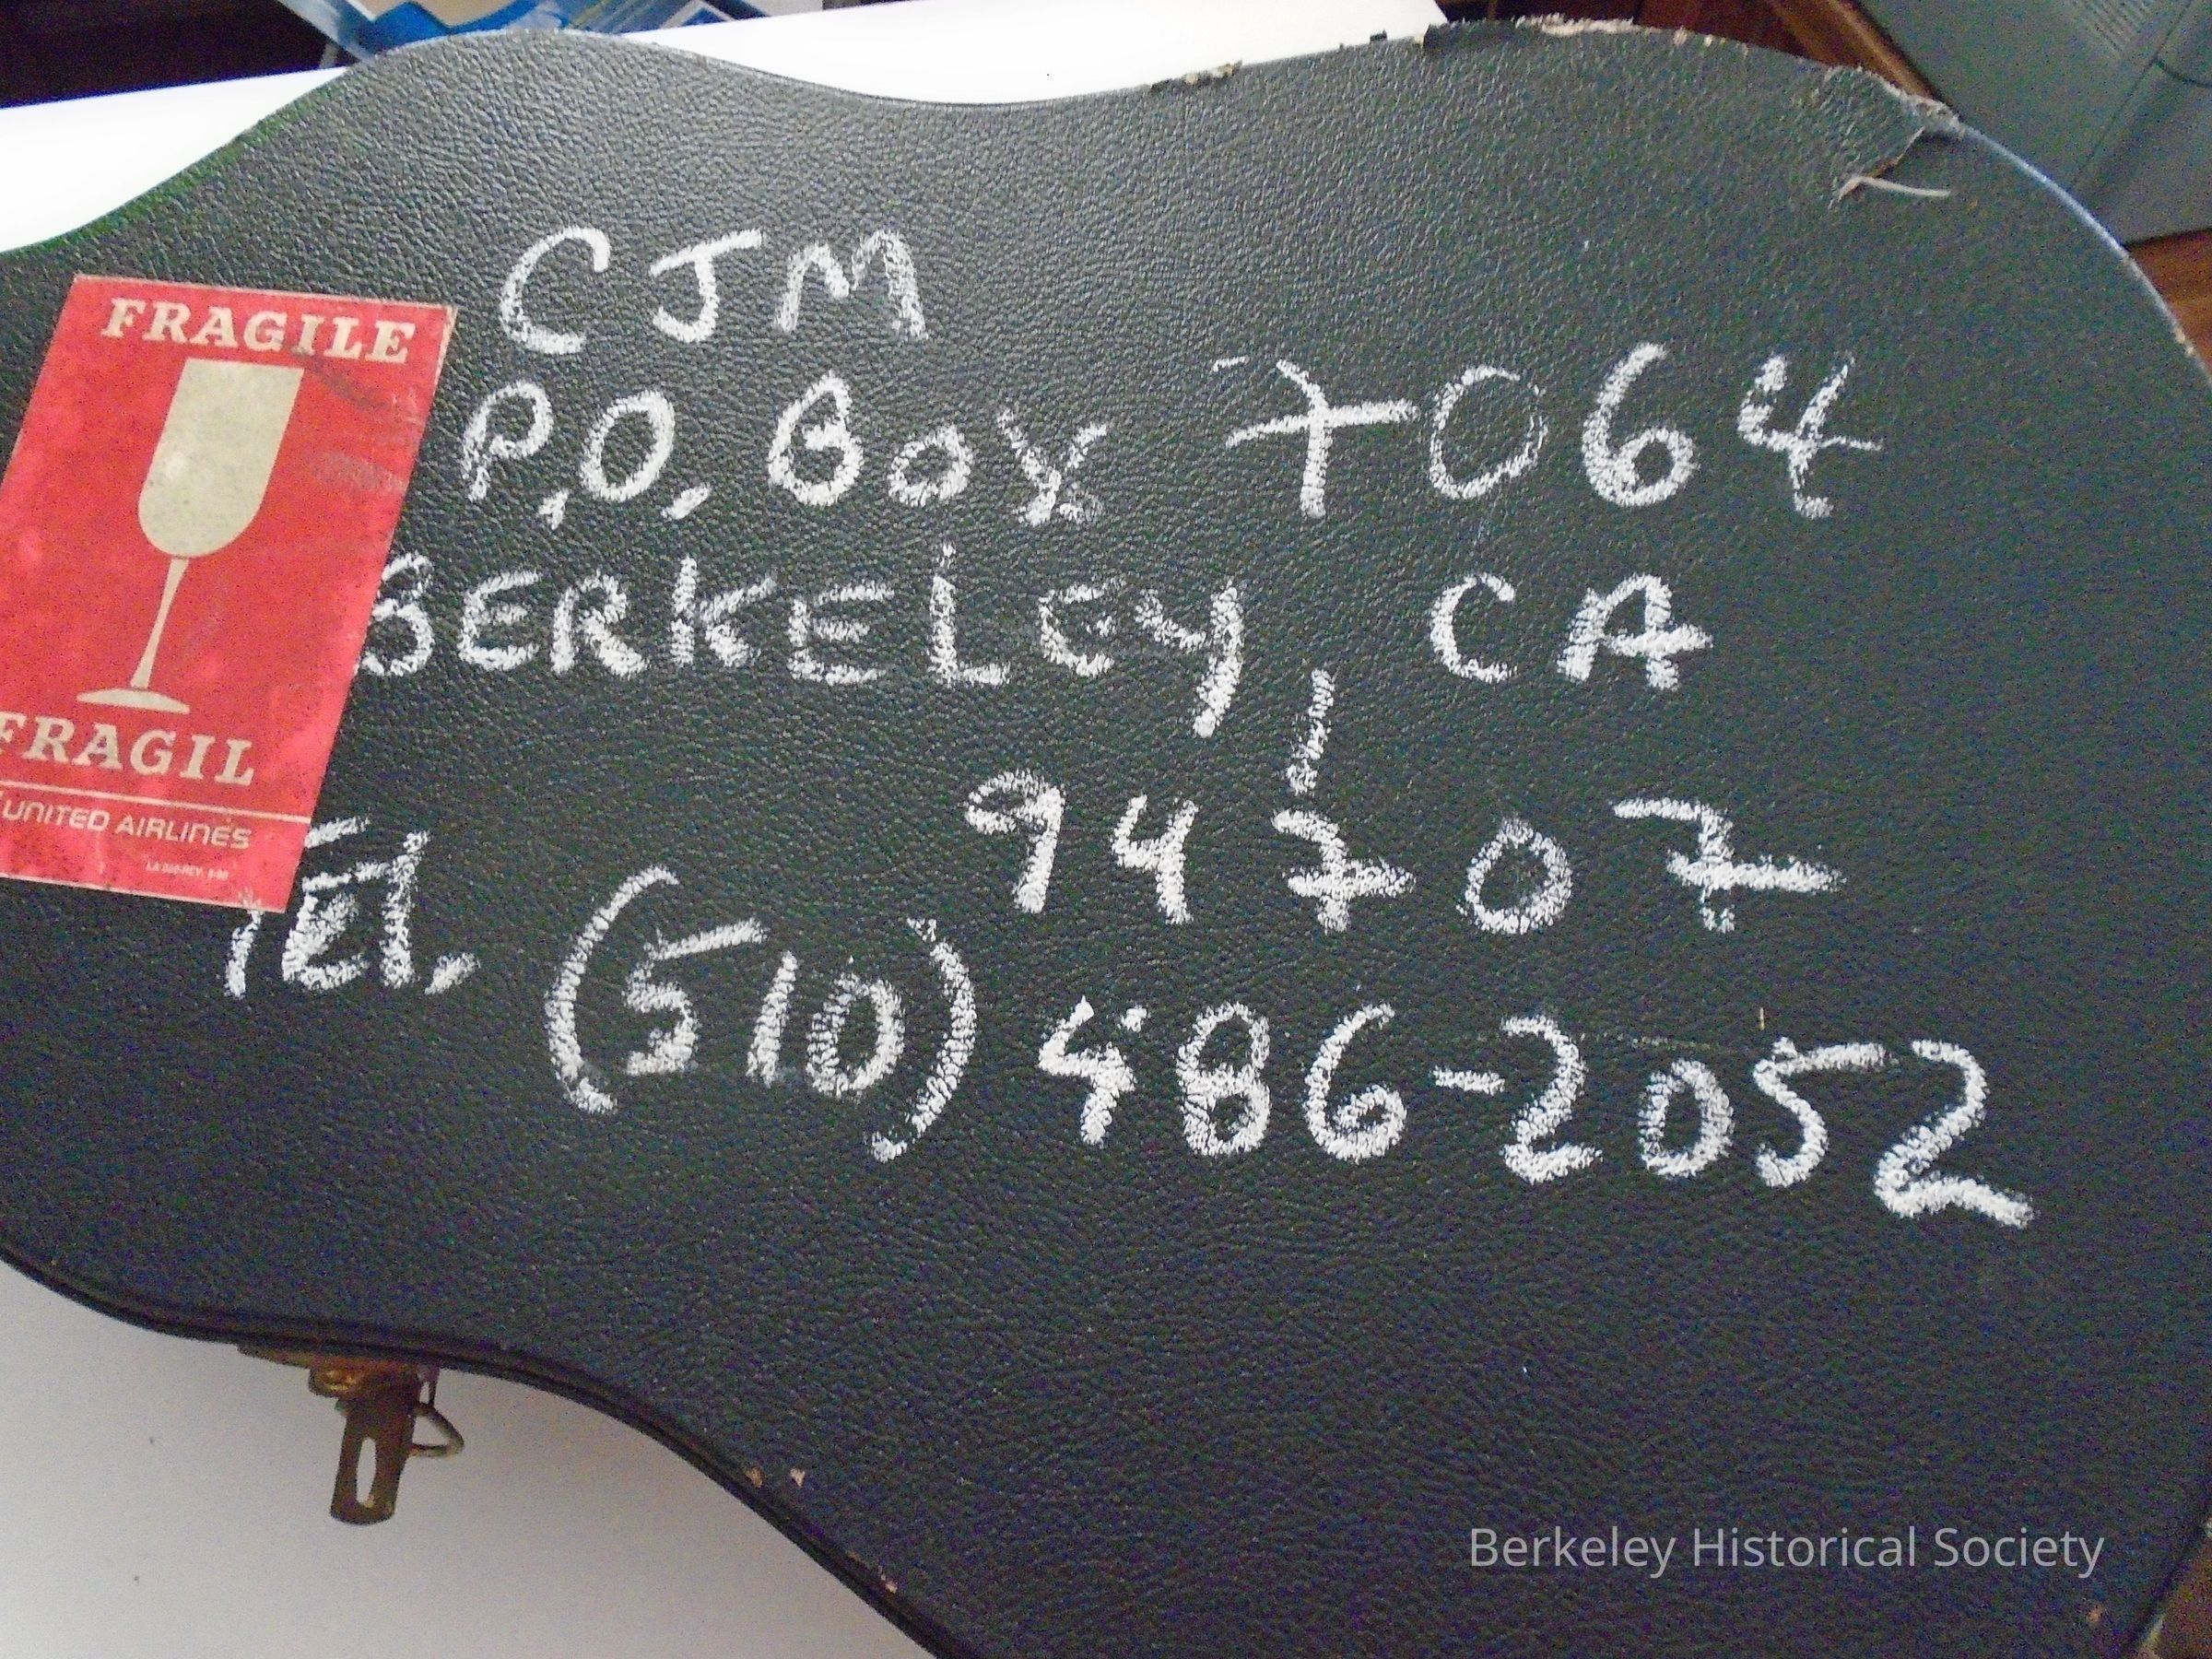 FRAGILE
FRAGIL
UNITED AIRLINES
CJM
P.O. Box 7064
BERKELEY, CA
94707
TEL. (510) 486-2052
Berkeley Historical Society